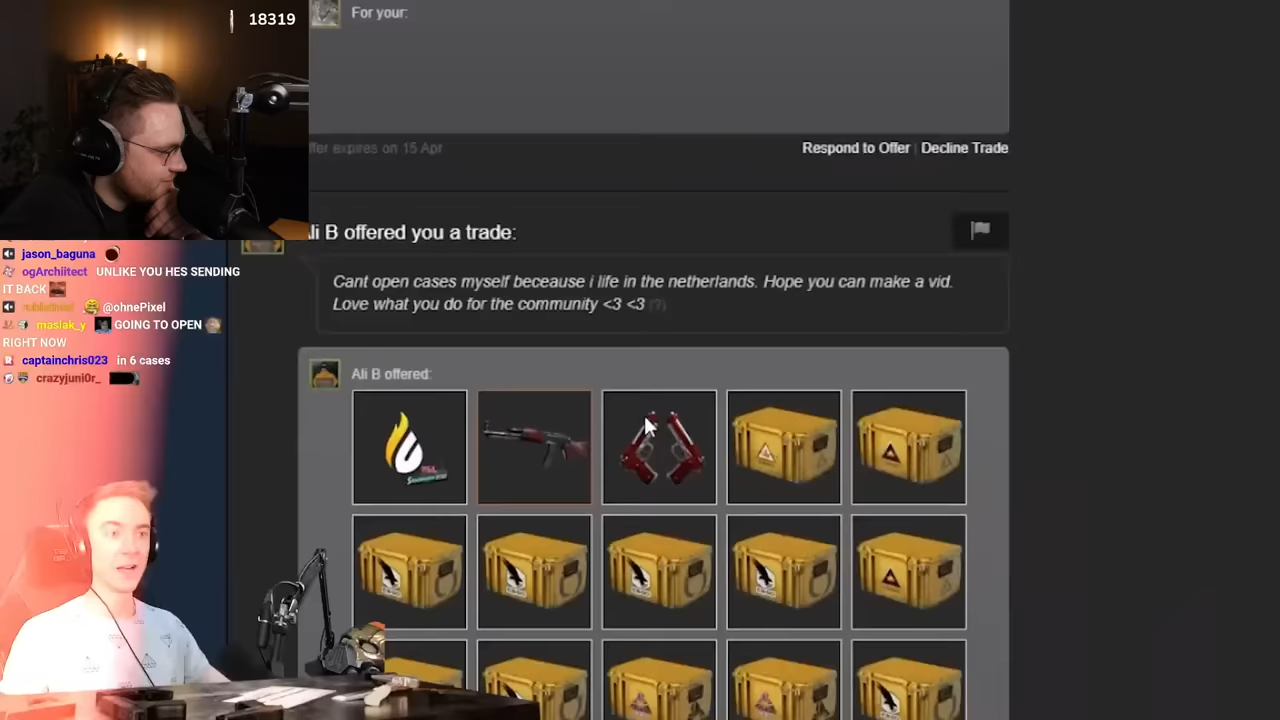 18319
For your:
ffer expires on 15 Apr
Respond to Offer | Decline Trade
li B offered you a trade:
Cant open cases myself beceause i life in the netherlands. Hope you can make a vid.
Love what you do for the community <3 <3 (?)
Ali B offered:
jason_baguna
ogArchiitect UNLIKE YOU HES SENDING
IT BACK
@ohnePixel
maslak_y GOING TO OPEN
RIGHT NOW
captainchris023 in 6 cases
crazyjuni0r_